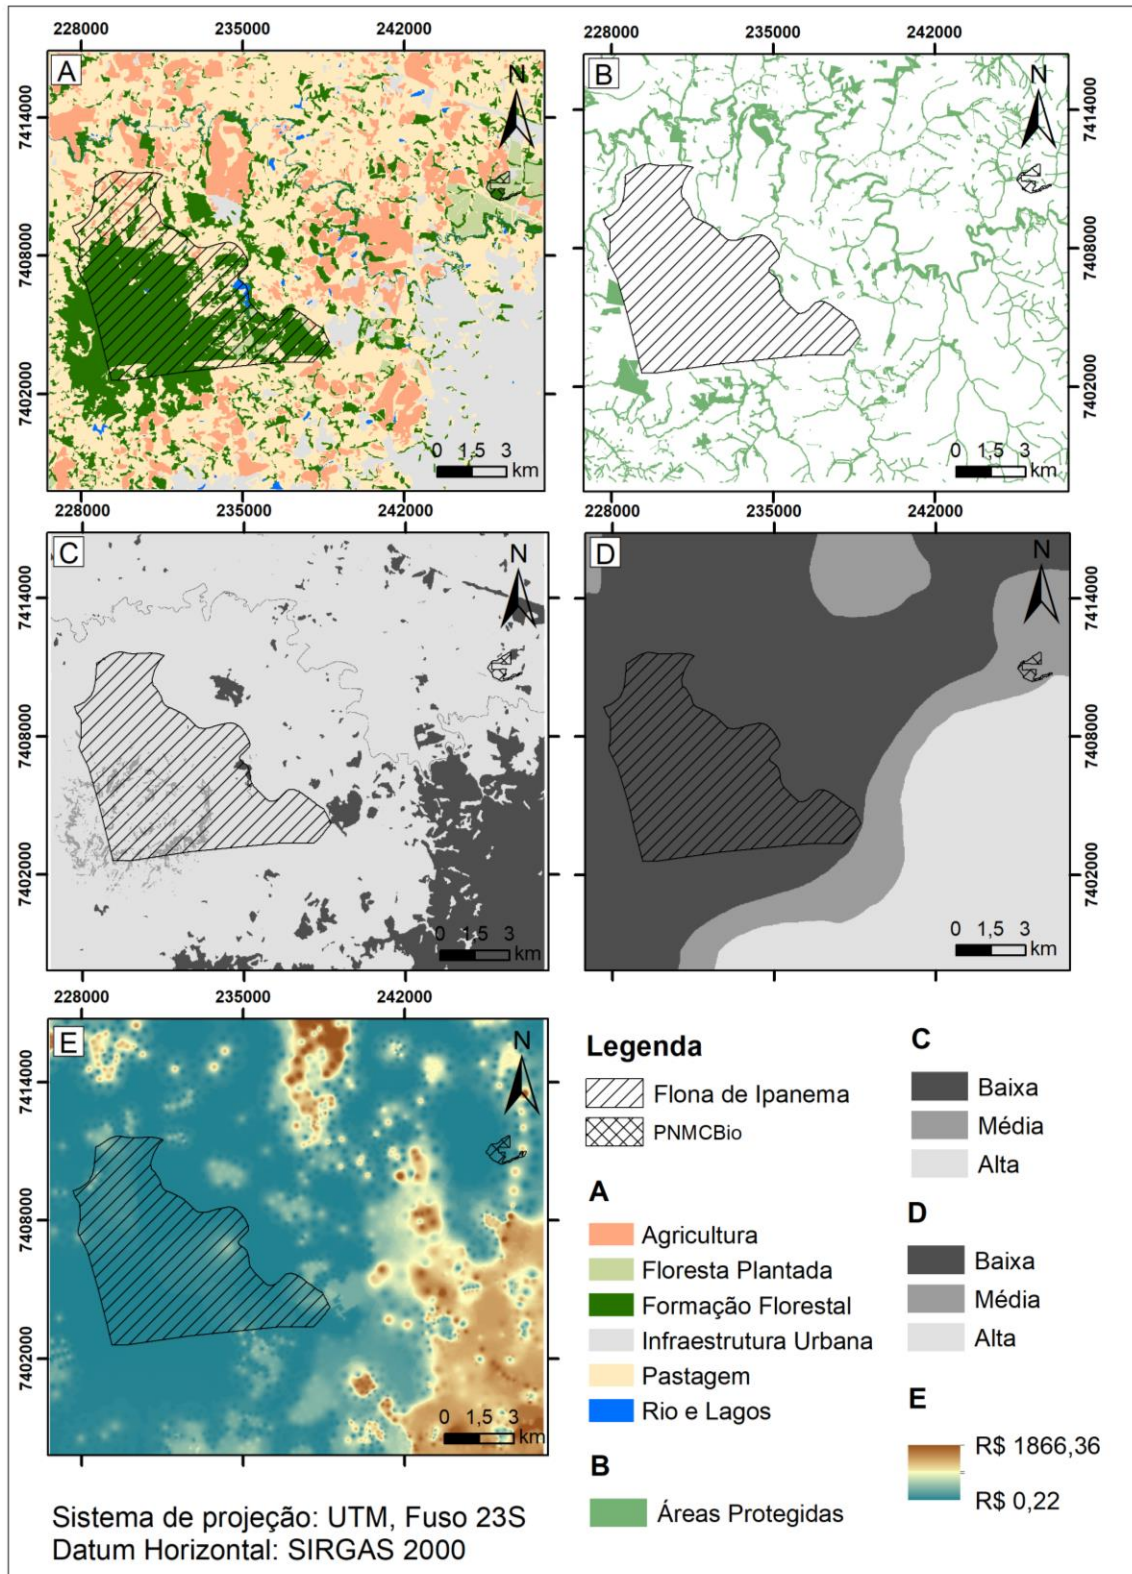 228000 235000 242000
228000 235000 242000
A
N
7414000
7408000
7402000
0 1,5 3
km
B
N
7414000
7408000
7402000
0 1,5 3
km
228000 235000 242000
228000 235000 242000
C
N
7414000
7408000
7402000
0 1,5 3
km
D
N
7414000
7408000
7402000
0 1,5 3
km
228000 235000 242000
E
N
7414000
7408000
7402000
0 1,5 3
km
Legenda
Flona de Ipanema
PNMCBio
A
Agricultura
Floresta Plantada
Formação Florestal
Infraestrutura Urbana
Pastagem
Rio e Lagos
B
Áreas Protegidas
C
Baixa
Média
Alta
D
Baixa
Média
Alta
E
R$ 1866,36
R$ 0,22
Sistema de projeção: UTM, Fuso 23S
Datum Horizontal: SIRGAS 2000